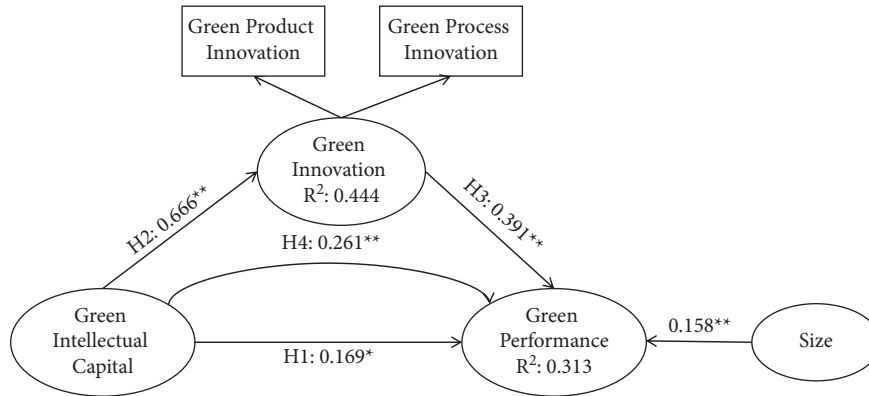 Green Product
Innovation
Green Process
Innovation
Green
Innovation
R²: 0.444
H2: 0.666**
H3: 0.391**
H4: 0.261**
Green
Intellectual
Capital
H1: 0.169*
Green
Performance
R²: 0.313
0.158**
Size